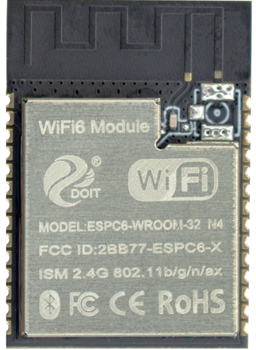 WiFi6 Module
DOIT
WiFi
MODEL:ESPC6-WROOM-32 N4
FCC ID:2BB77-ESPC6-X
ISM 2.4G 802.11b/g/n/ax
FC CE RoHS